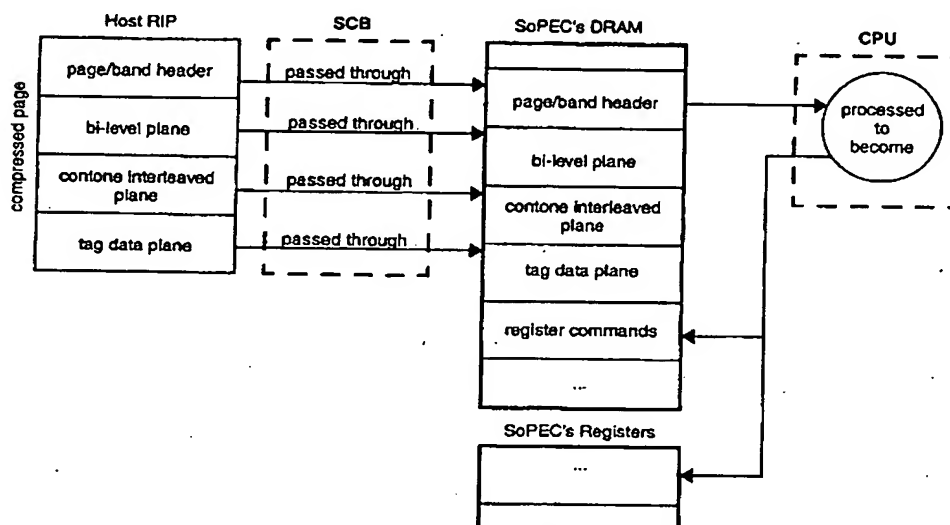 Host RIP
SCB
SoPEC's DRAM
CPU
compressed page
page/band header
bi-level plane
contone interleaved
plane
tag data plane
passed through
passed through
passed through
passed through
page/band header
bi-level plane
contone interleaved
plane
tag data plane
register commands
...
processed
to
become
SoPEC's Registers
...